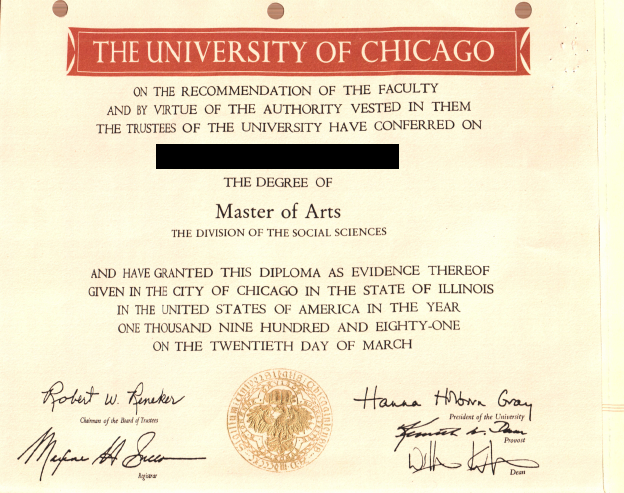 THE UNIVERSITY OF CHICAGO
ON THE RECOMMENDATION OF THE FACULTY
AND BY VIRTUE OF THE AUTHORITY VESTED IN THEM
THE TRUSTEES OF THE UNIVERSITY HAVE CONFERRED ON
THE DEGREE OF
Master of Arts
THE DIVISION OF THE SOCIAL SCIENCES
AND HAVE GRANTED THIS DIPLOMA AS EVIDENCE THEREOF
GIVEN IN THE CITY OF CHICAGO IN THE STATE OF ILLINOIS
IN THE UNITED STATES OF AMERICA IN THE YEAR
ONE THOUSAND NINE HUNDRED AND EIGHTY-ONE
ON THE TWENTIETH DAY OF MARCH
Robert W. Reneker
Chairman of the Board of Trustees
Registrar
Hanna Holborn Gray
President of the University
Provost
Dean